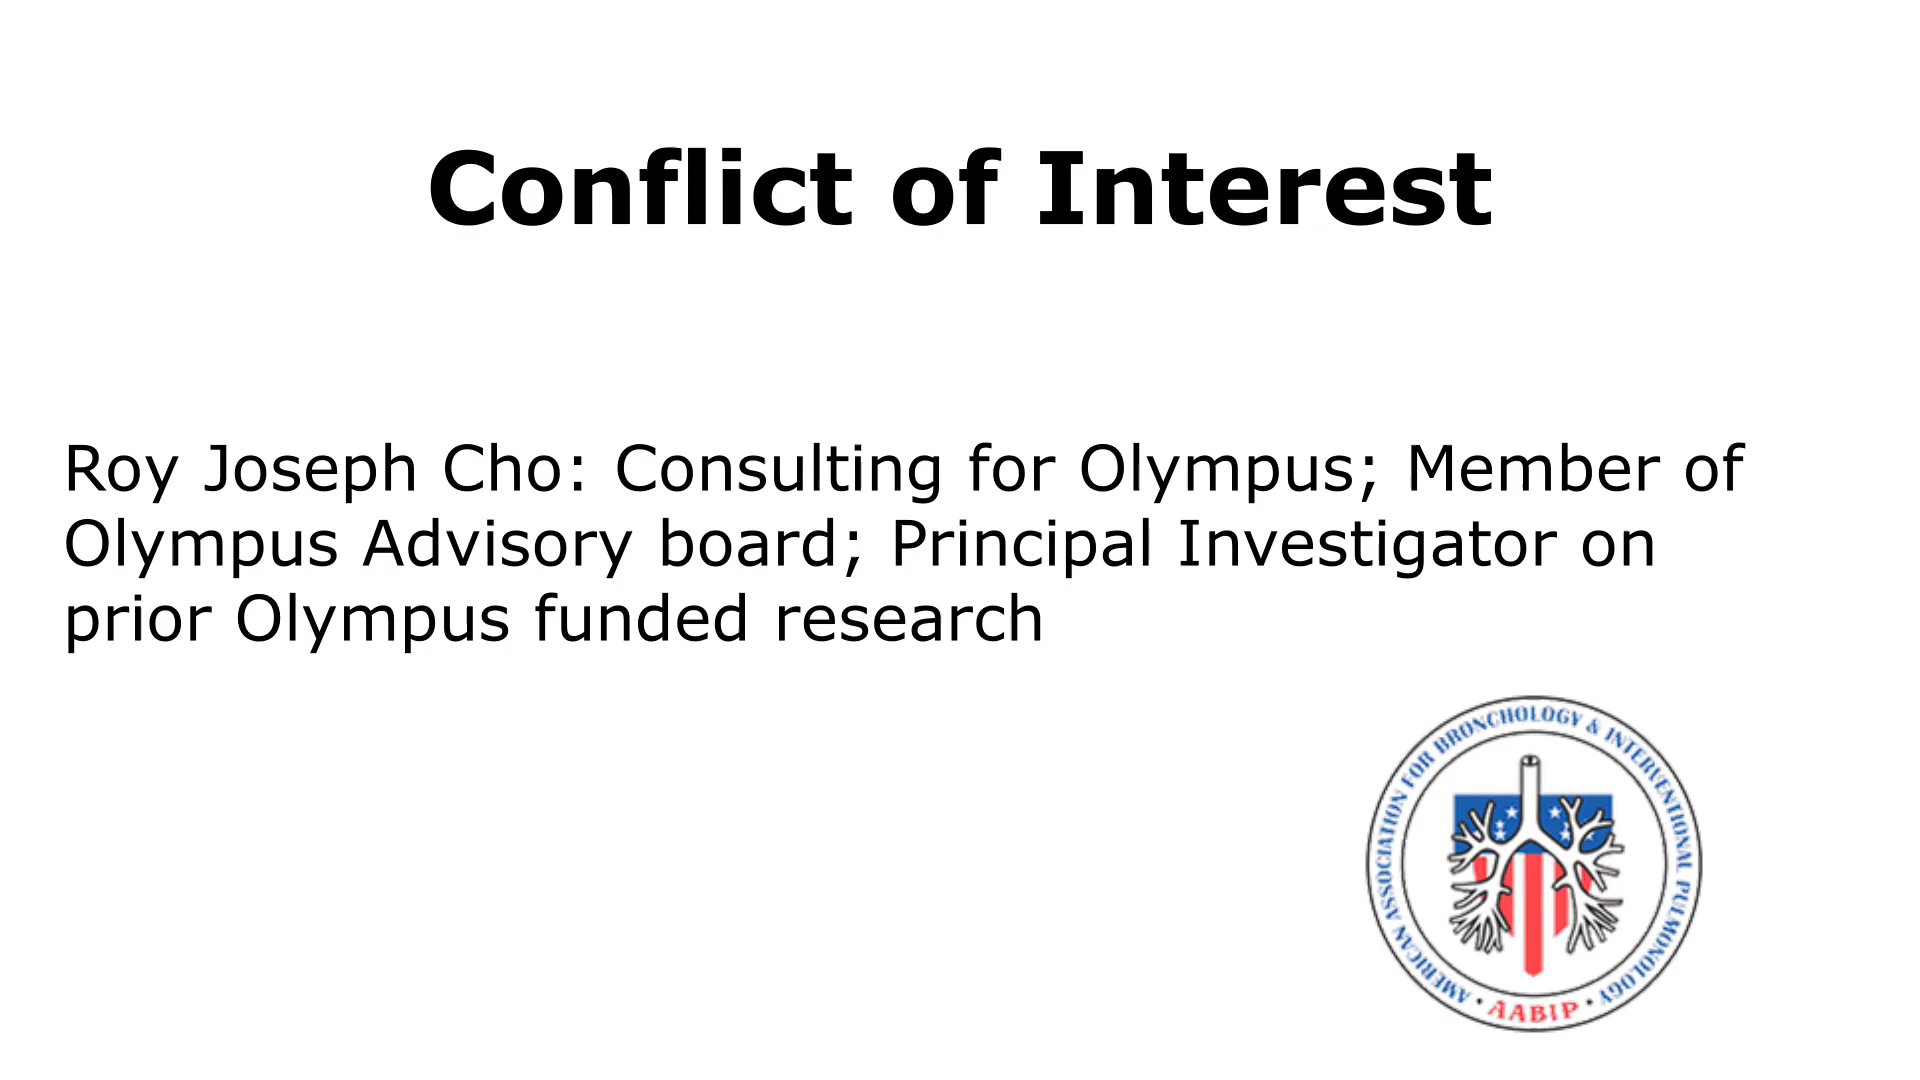 Conflict of Interest
Roy Joseph Cho: Consulting for Olympus; Member of
Olympus Advisory board; Principal Investigator on
prior Olympus funded research
AMERICAN ASSOCIATION FOR BRONCHOLOGY & INTERVENTIONAL PULMONOLOGY
• AABIP •